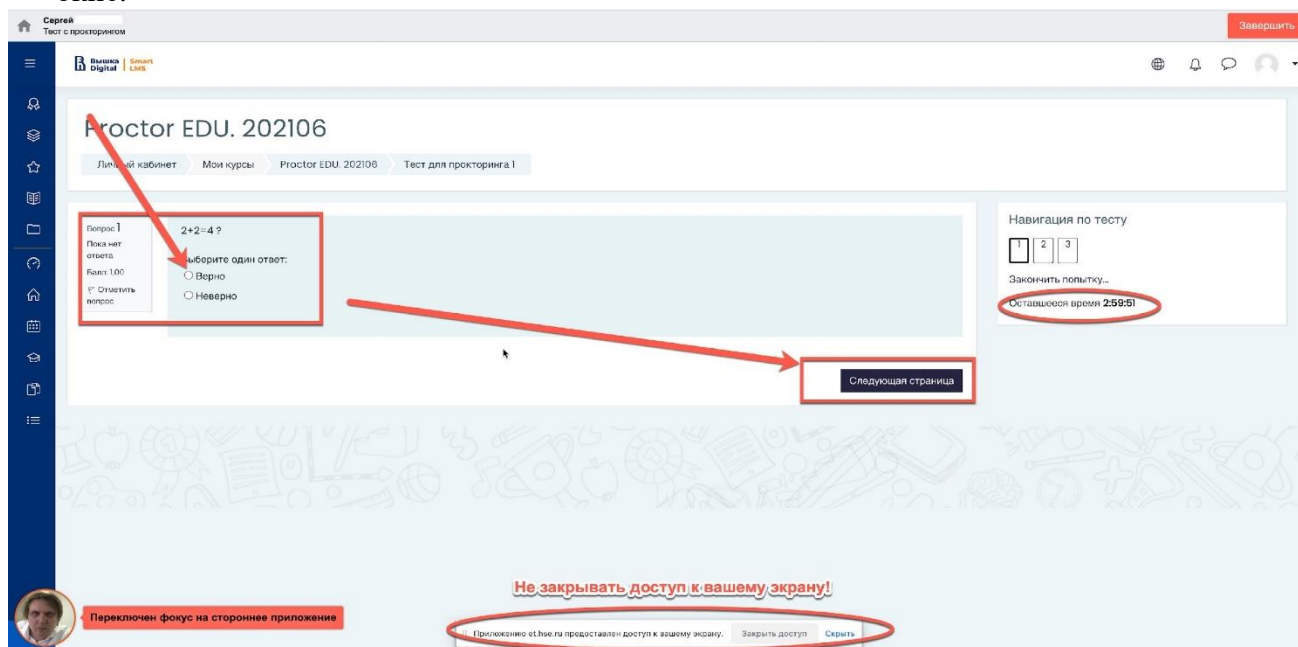 Сергей
Тест с прокторингом
Завершить
Вышка
Digital
Smart
LMS
Proctor EDU. 202106
Личный кабинет
Мои курсы
Proctor EDU. 202106
Тест для прокторинга 1
Вопрос 1
Пока нет
ответа
Балл: 1,00
Отметить
вопрос
2+2=4 ?
Выберите один ответ:
Верно
Неверно
Следующая страница
Навигация по тесту
1 2 3
Закончить попытку...
Оставшееся время 2:59:51
Не закрывать доступ к вашему экрану!
Переключен фокус на стороннее приложение
Приложению et.hse.ru предоставлен доступ к вашему экрану.
Закрыть доступ
Скрыть